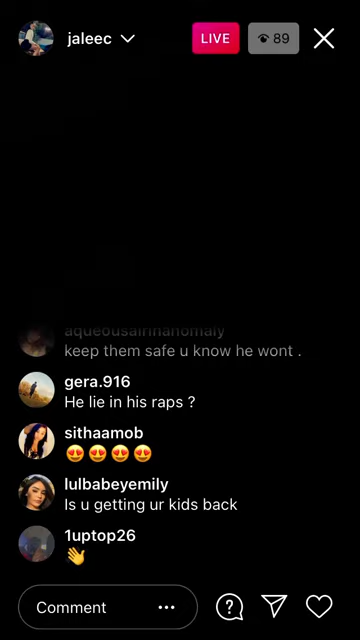 jaleec
LIVE
89
keep them safe u know he wont .
gera.916
He lie in his raps ?
sithaamob
😍😍😍😍
lulbabeyemily
Is u getting ur kids back
1uptop26
👋
Comment